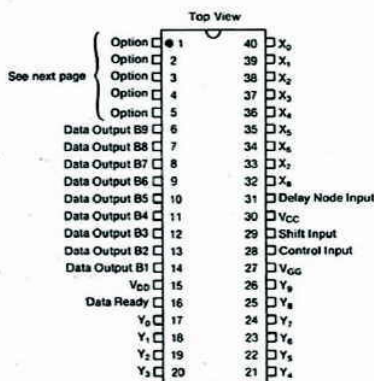 Top View
See next page
Option 1 40 X₀
Option 2 39 X₁
Option 3 38 X₂
Option 4 37 X₃
Option 5 36 X₄
Data Output B9 6 35 X₅
Data Output B8 7 34 X₆
Data Output B7 8 33 X₇
Data Output B6 9 32 X₈
Data Output B5 10 31 Delay Node Input
Data Output B4 11 30 VCC
Data Output B3 12 29 Shift Input
Data Output B2 13 28 Control Input
Data Output B1 14 27 VGG
VDD 15 26 Y₉
Data Ready 16 25 Y₈
Y₀ 17 24 Y₇
Y₁ 18 23 Y₆
Y₂ 19 22 Y₅
Y₃ 20 21 Y₄